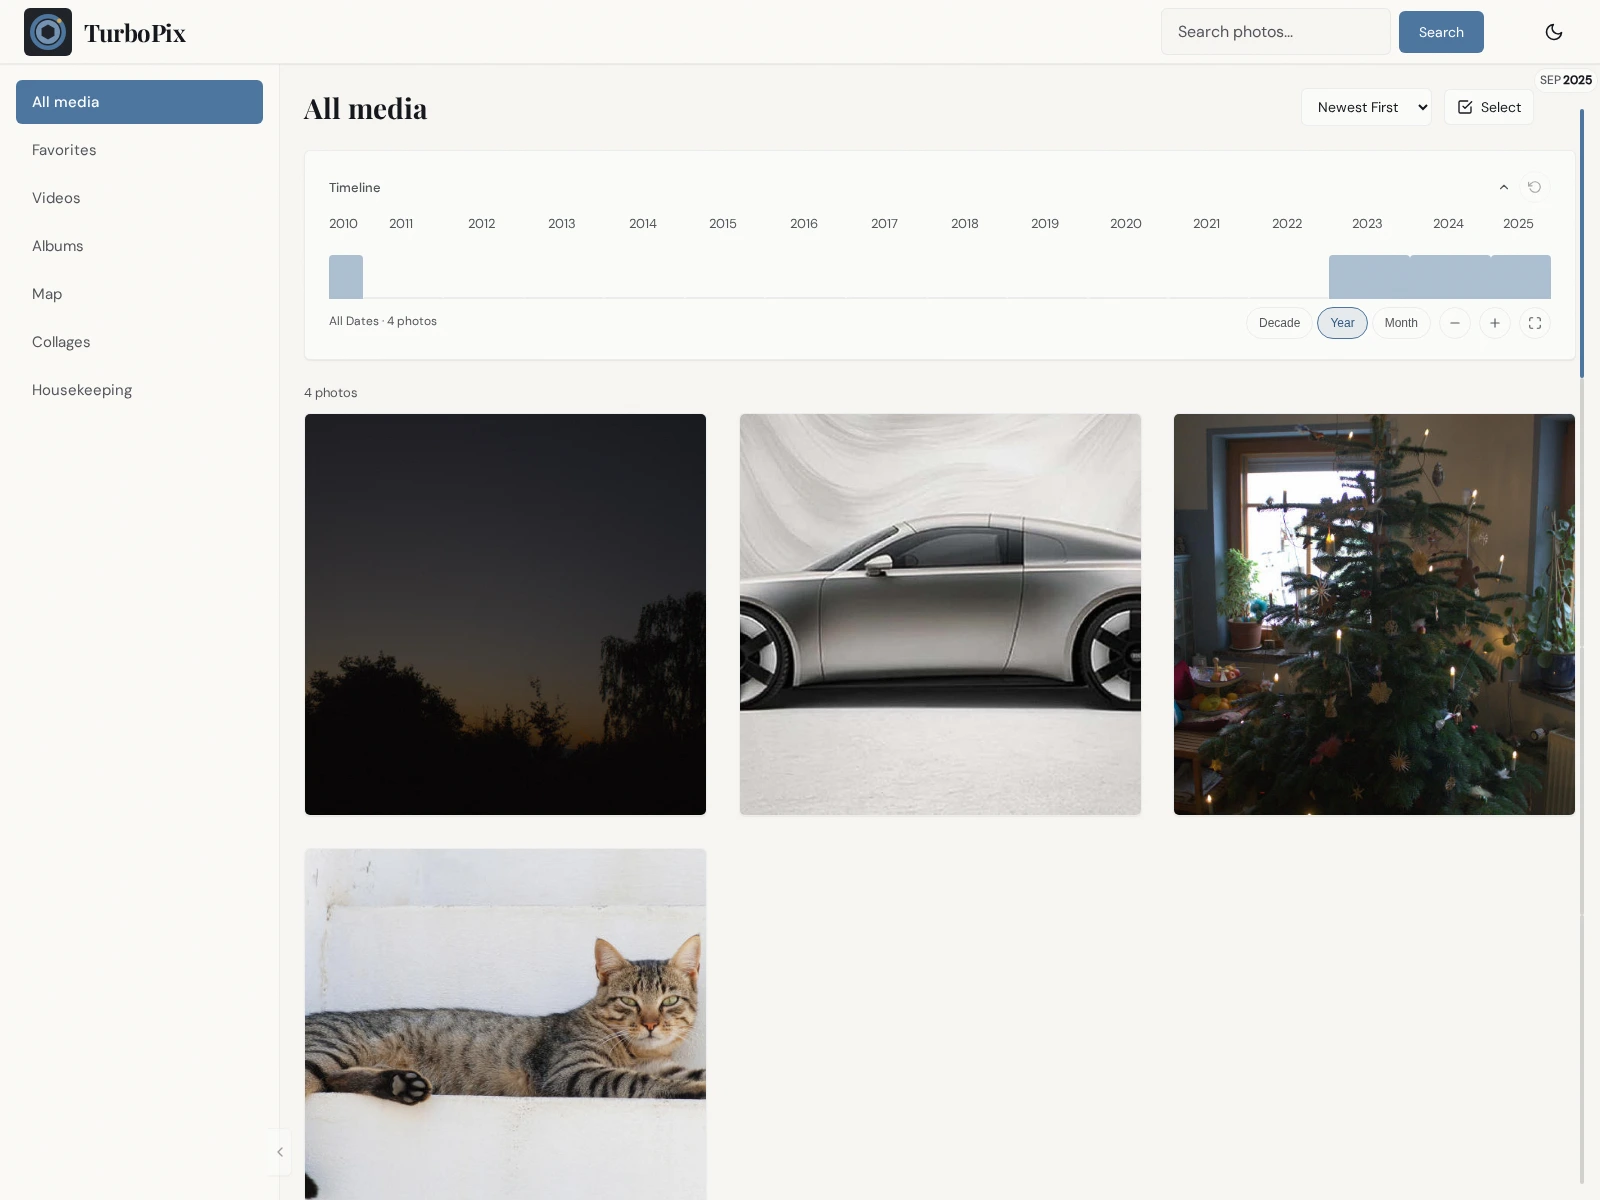 TurboPix
Search photos...
Search
SEP 2025
All media
Favorites
Videos
Albums
Map
Collages
Housekeeping
All media
Newest First
Select
Timeline
2010 2011 2012 2013 2014 2015 2016 2017 2018 2019 2020 2021 2022 2023 2024 2025
All Dates · 4 photos
Decade
Year
Month
4 photos